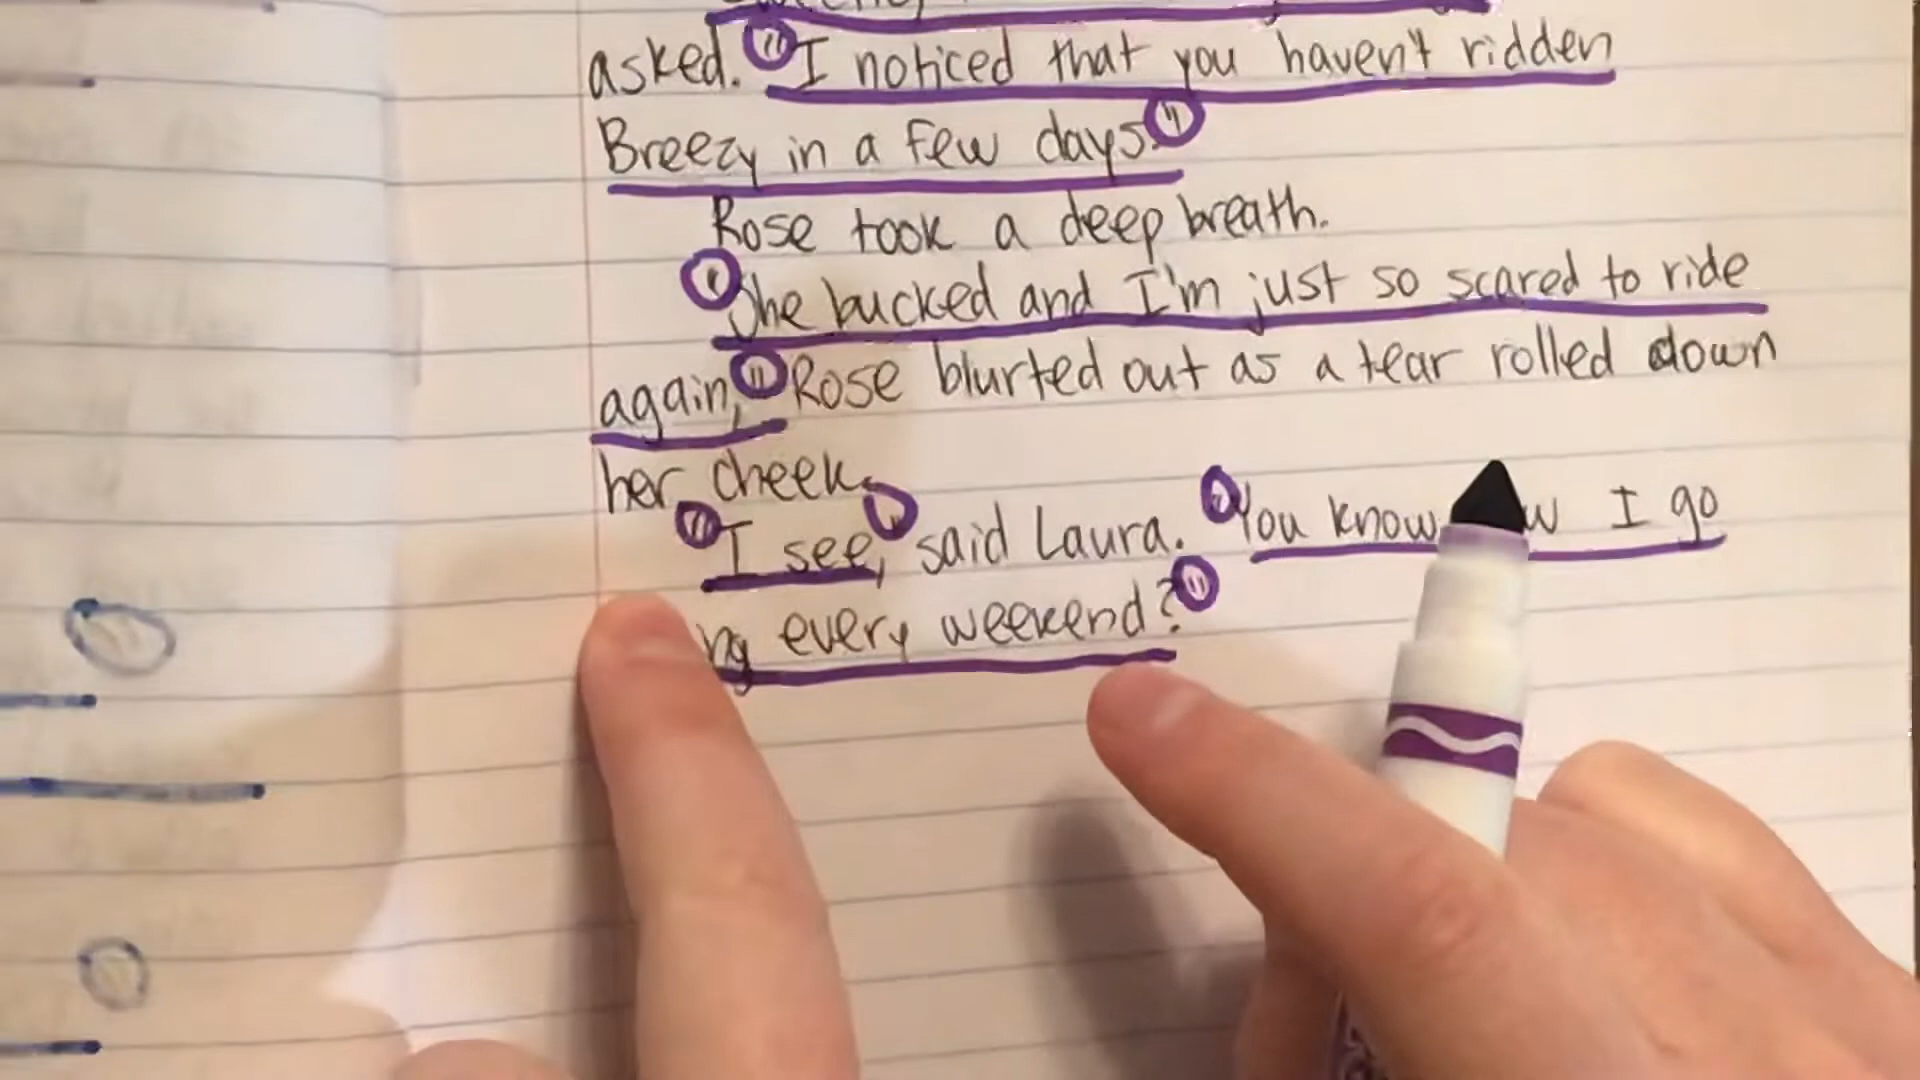 asked. "I noticed that you haven't ridden
Breezy in a few days."
Rose took a deep breath.
"She bucked and I'm just so scared to ride
again," Rose blurted out as a tear rolled down
her cheek.
"I see," said Laura. "You know I go
every weekend?"